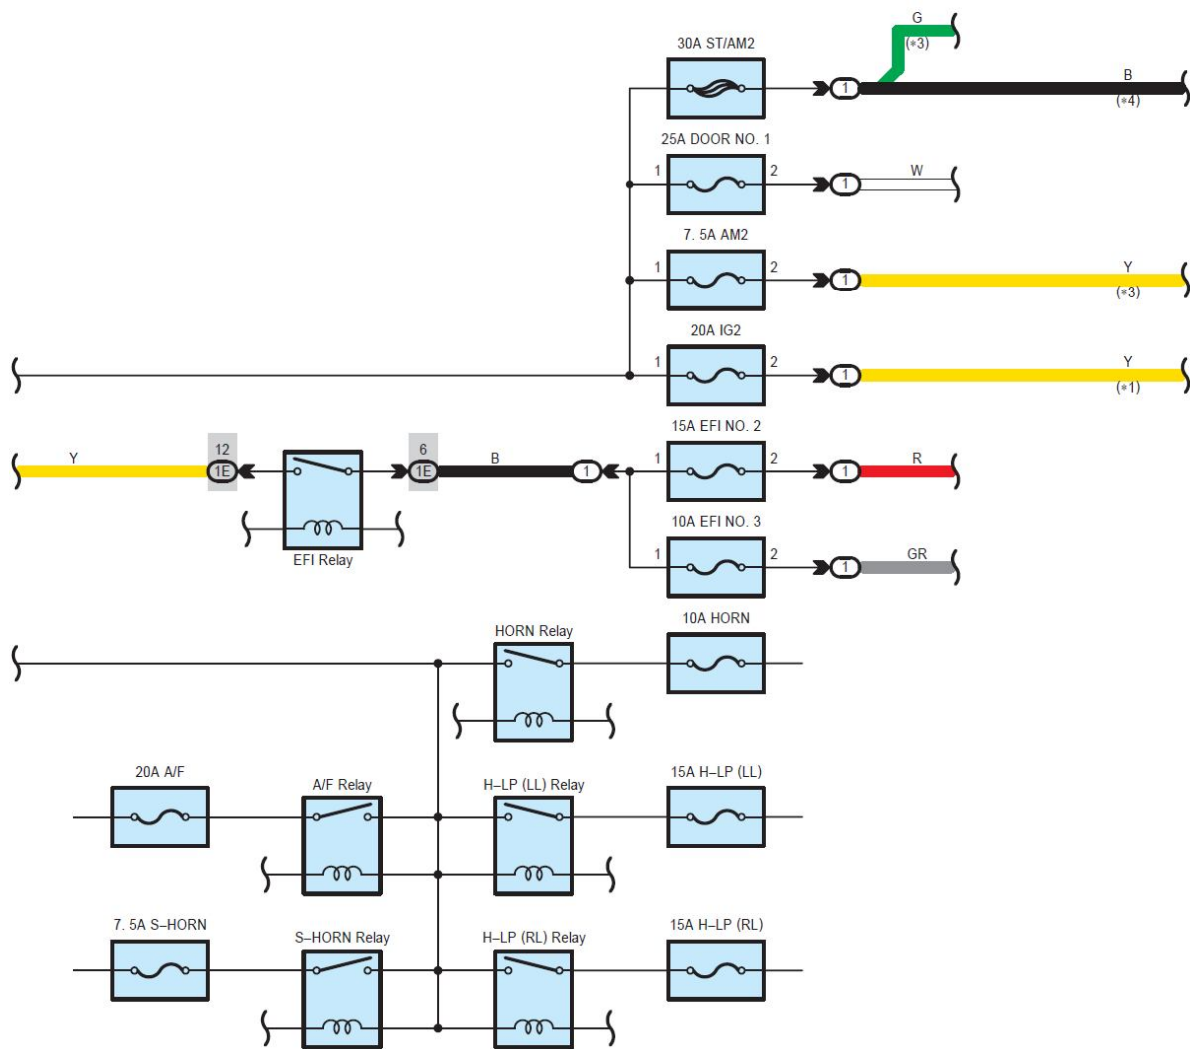 G
30A ST/AM2
(*3)
B
1
(*4)
25A DOOR NO. 1
1 2 W
1
7. 5A AM2
1 2 Y
1
(*3)
20A IG2
1 2 Y
1
(*1)
12 6 15A EFI NO. 2
Y B 1 2 R
1E 1E 1 1
10A EFI NO. 3
EFI Relay 1 2 GR
1
HORN Relay 10A HORN
20A A/F A/F Relay H–LP (LL) Relay 15A H–LP (LL)
7. 5A S–HORN S–HORN Relay H–LP (RL) Relay 15A H–LP (RL)